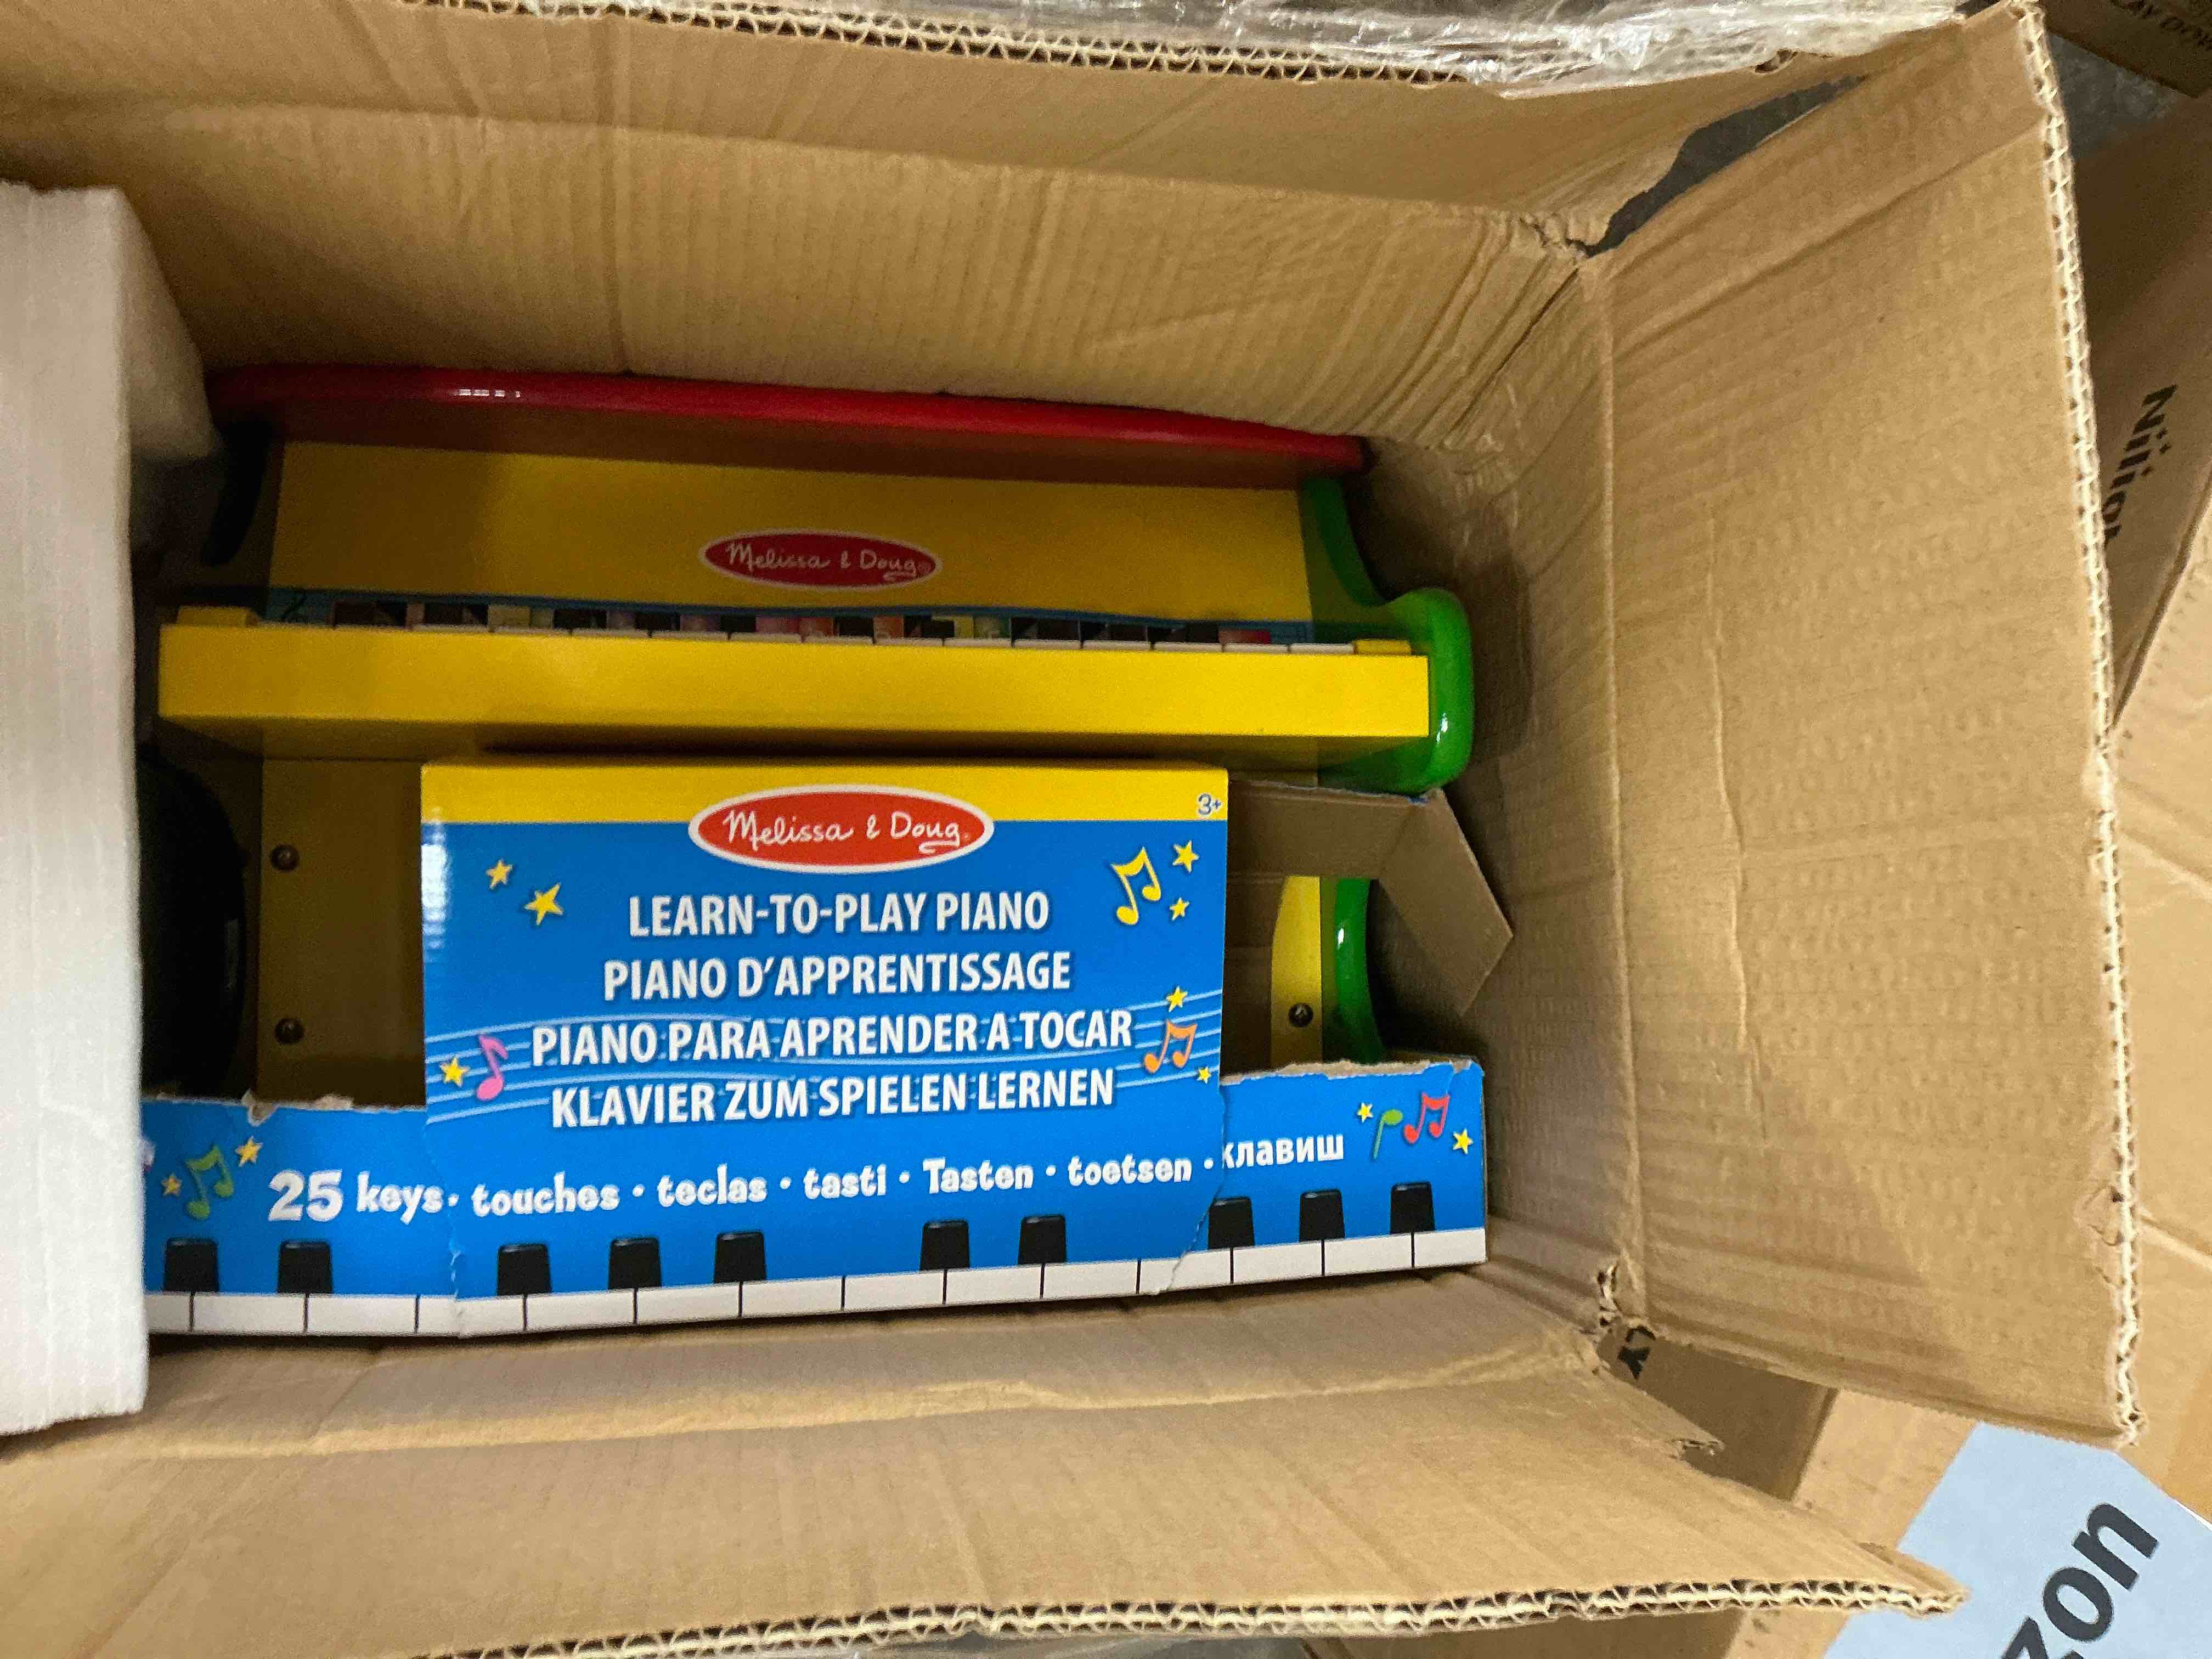 Melissa & Doug
Melissa & Doug
3+
LEARN-TO-PLAY PIANO
PIANO D'APPRENTISSAGE
PIANO PARA APRENDER A TOCAR
KLAVIER ZUM SPIELEN LERNEN
25 keys · touches · teclas · tasti · Tasten · toetsen · клавиш
zon